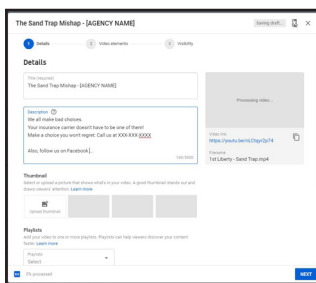 The Sand Trap Mishap - [AGENCY NAME]
Saving draft...
1 Details
2 Video elements
3 Visibility
Details
Title (required)
The Sand Trap Mishap - [AGENCY NAME]
Description
We all make bad choices.
Your insurance carrier doesn't have to be one of them!
Make a choice you won't regret: Call us at XXX-XXX-XXXX
Also, follow us on Facebook[...
Processing video...
Video link
Filename
1st Liberty - Sand Trap.mp4
Thumbnail
Select or upload a picture that shows what's in your video. A good thumbnail stands out and
draws viewers' attention. Learn more
Upload thumbnail
Playlists
Add your video to one or more playlists. Playlists can help viewers discover your content
faster. Learn more
Playlists
Select
0% processed
NEXT